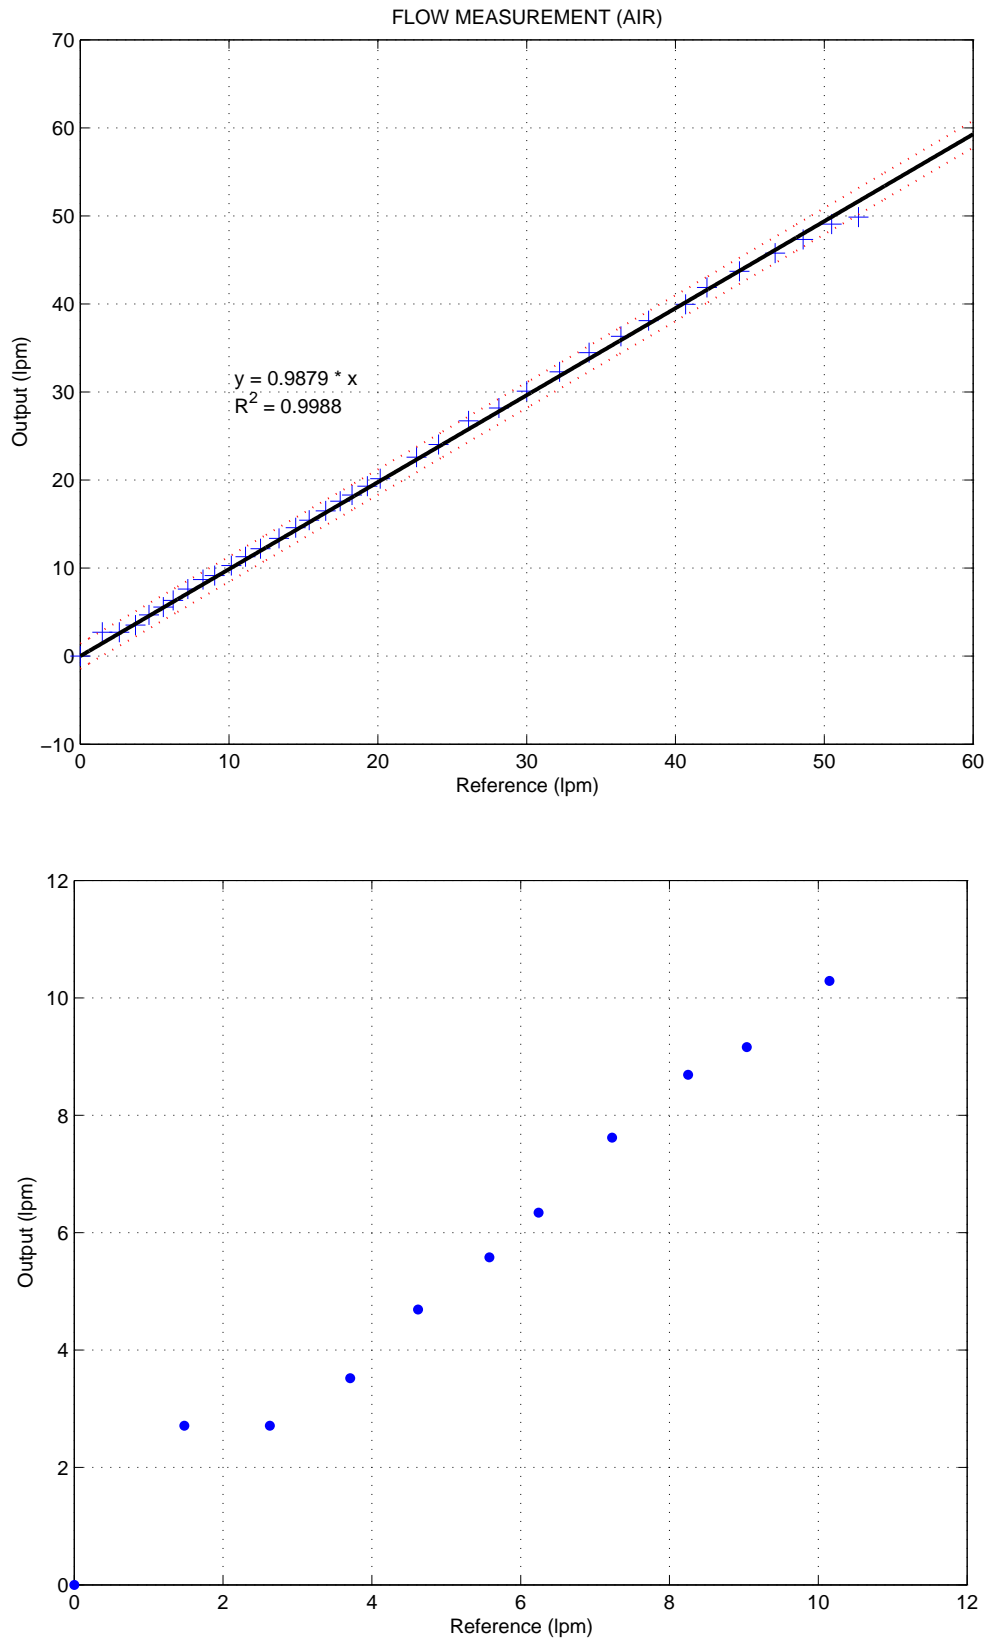 FLOW MEASUREMENT (AIR)
70
60
50
40
30
20
10
0
−10
Output (lpm)
y = 0.9879 * x
R2 = 0.9988
0 10 20 30 40 50 60
Reference (lpm)
12
10
8
6
4
2
0
Output (lpm)
0 2 4 6 8 10 12
Reference (lpm)